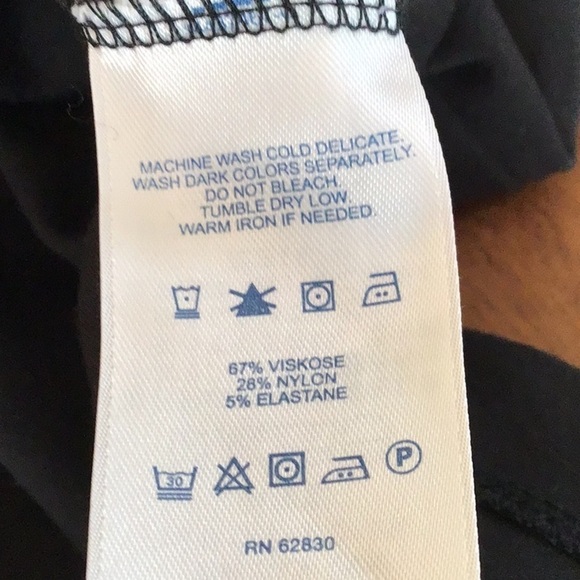 MACHINE WASH COLD DELICATE.
WASH DARK COLORS SEPARATELY.
DO NOT BLEACH.
TUMBLE DRY LOW.
WARM IRON IF NEEDED.
67% VISKOSE
28% NYLON
5% ELASTANE
30
P
RN 62830